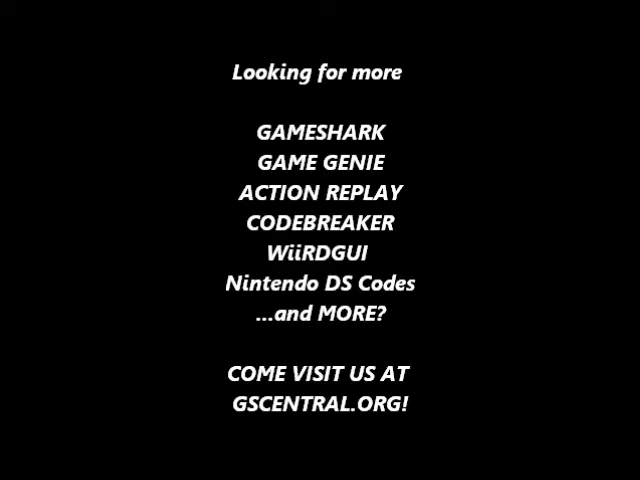 Looking for more
GAMESHARK
GAME GENIE
ACTION REPLAY
CODEBREAKER
WiiRDGUI
Nintendo DS Codes
...and MORE?
COME VISIT US AT
GSCENTRAL.ORG!